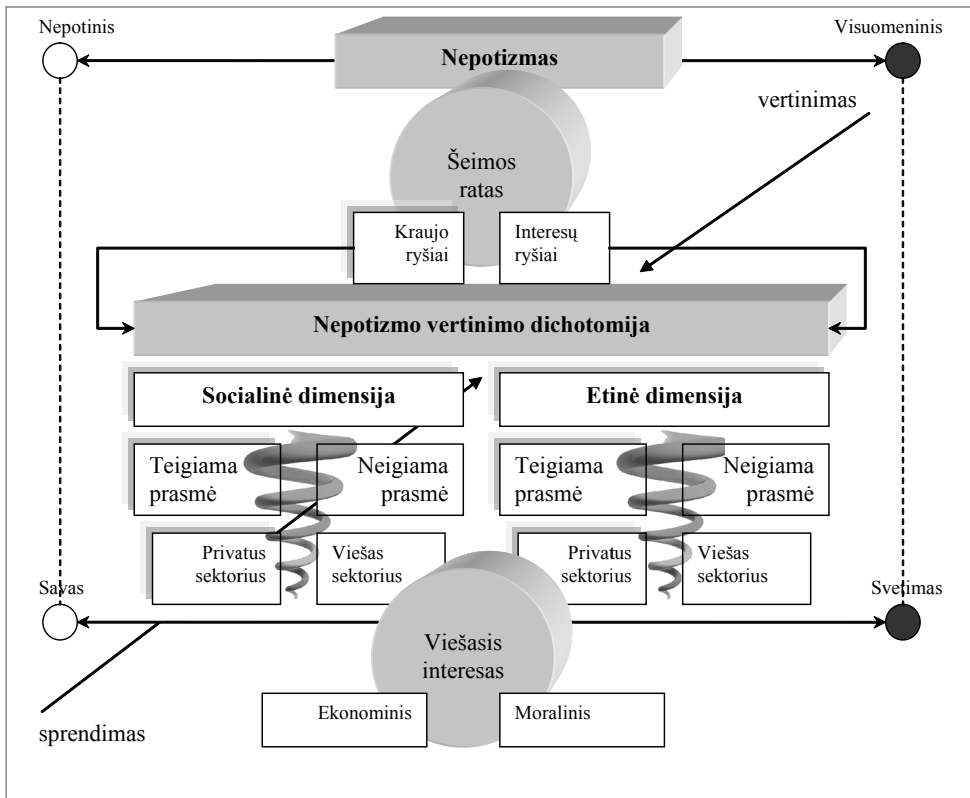 Nepotinis
Visuomeninis
Nepotizmas
vertinimas
Šeimos
ratas
Kraujo
ryšiai
Interesų
ryšiai
Nepotizmo vertinimo dichotomija
Socialinė dimensija
Etinė dimensija
Teigiama
prasmė
Neigiama
prasmė
Teigiama
prasmė
Neigiama
prasmė
Privatus
sektorius
Viešas
sektorius
Privatus
sektorius
Viešas
sektorius
Savas
Svetimas
Viešasis
interesas
Ekonominis
Moralinis
sprendimas